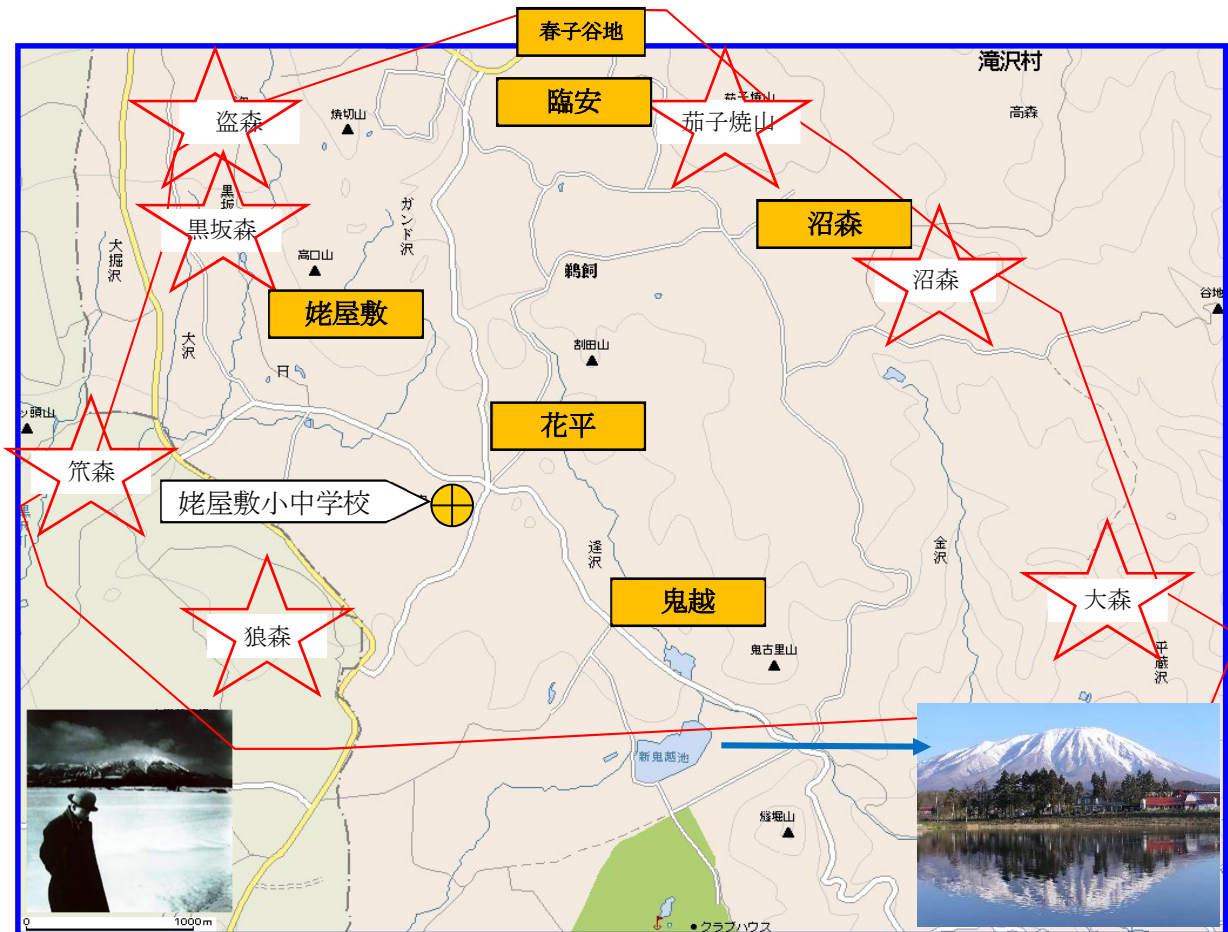 春子谷地
滝沢村
臨安
盗森
焼切山
茄子焼山
茄子焼山
高森
黒坂森
ガンド沢
沼森
大堀沢
高口山
鵜飼
沼森
谷地
姥屋敷
大沢
割田山
花平
笊森
姥屋敷小中学校
逢沢
金沢
鬼越
大森
狼森
鬼古里山
平蔵沢
新鬼越池
燧堀山
0 1000m
クラブハウス